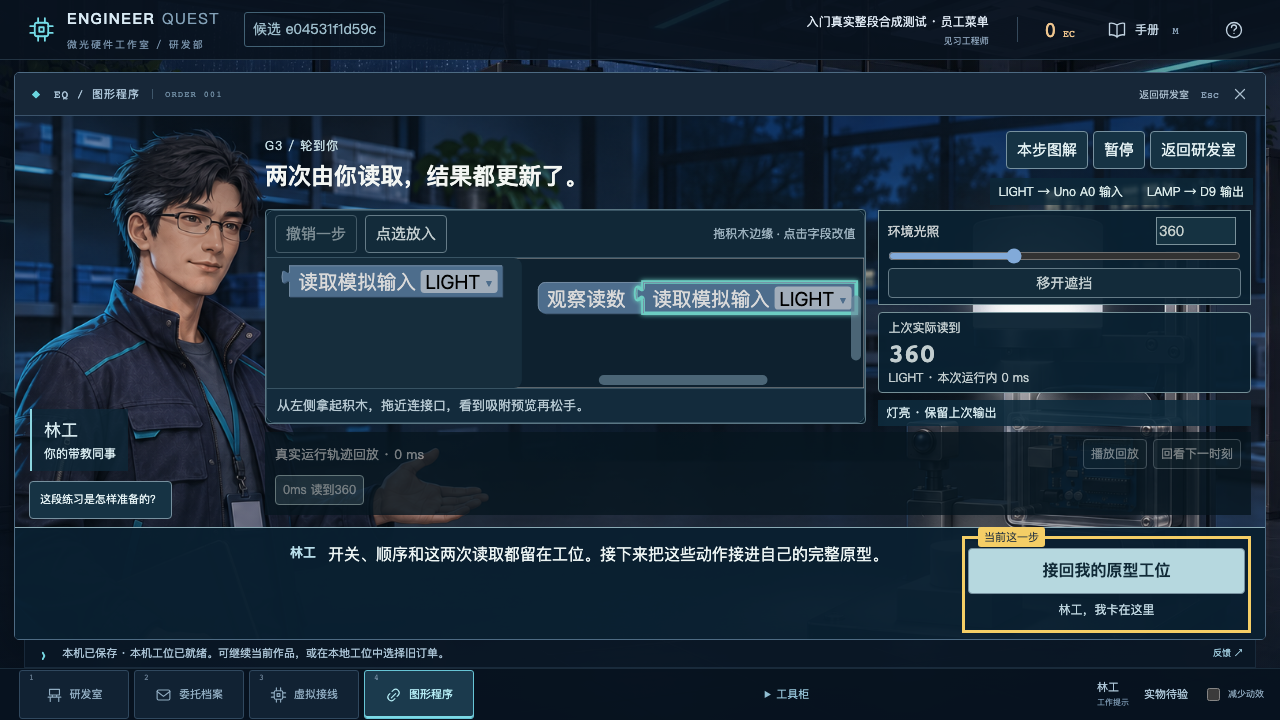 ENGINEER QUEST
微光硬件工作室 / 研发部
候选 e04531f1d59c
入门真实整段合成测试 · 员工菜单
见习工程师
0 EC
手册 M
EQ / 图形程序
ORDER 001
返回研发室 Esc
G3 / 轮到你
两次由你读取，结果都更新了。
本步图解
暂停
返回研发室
LIGHT → Uno A0 输入
LAMP → D9 输出
撤销一步
点选放入
拖积木边缘 · 点击字段改值
读取模拟输入 LIGHT
观察读数 读取模拟输入 LIGHT
从左侧拿起积木，拖近连接口，看到吸附预览再松手。
环境光照
360
移开遮挡
上次实际读到
360
LIGHT · 本次运行内 0 ms
灯亮 · 保留上次输出
林工
你的带教同事
这段练习是怎样准备的？
真实运行轨迹回放 · 0 ms
0ms 读到360
播放回放
回看下一时刻
林工 开关、顺序和这两次读取都留在工位。接下来把这些动作接进自己的完整原型。
当前这一步
接回我的原型工位
林工，我卡在这里
本机已保存 · 本机工位已就绪。可继续当前作品，或在本地工位中选择旧订单。
反馈 ↗
1 研发室
2 委托档案
3 虚拟接线
4 图形程序
工具柜
林工
工作提示
实物待验
减少动效